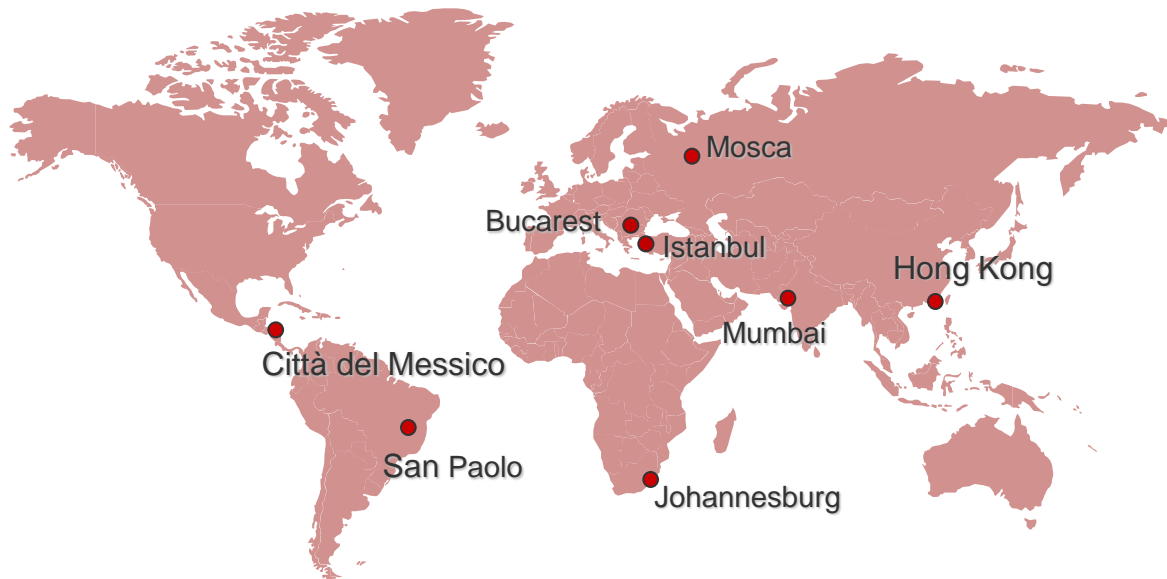 Mosca
Bucarest
Istanbul
Hong Kong
Mumbai
Città del Messico
San Paolo
Johannesburg